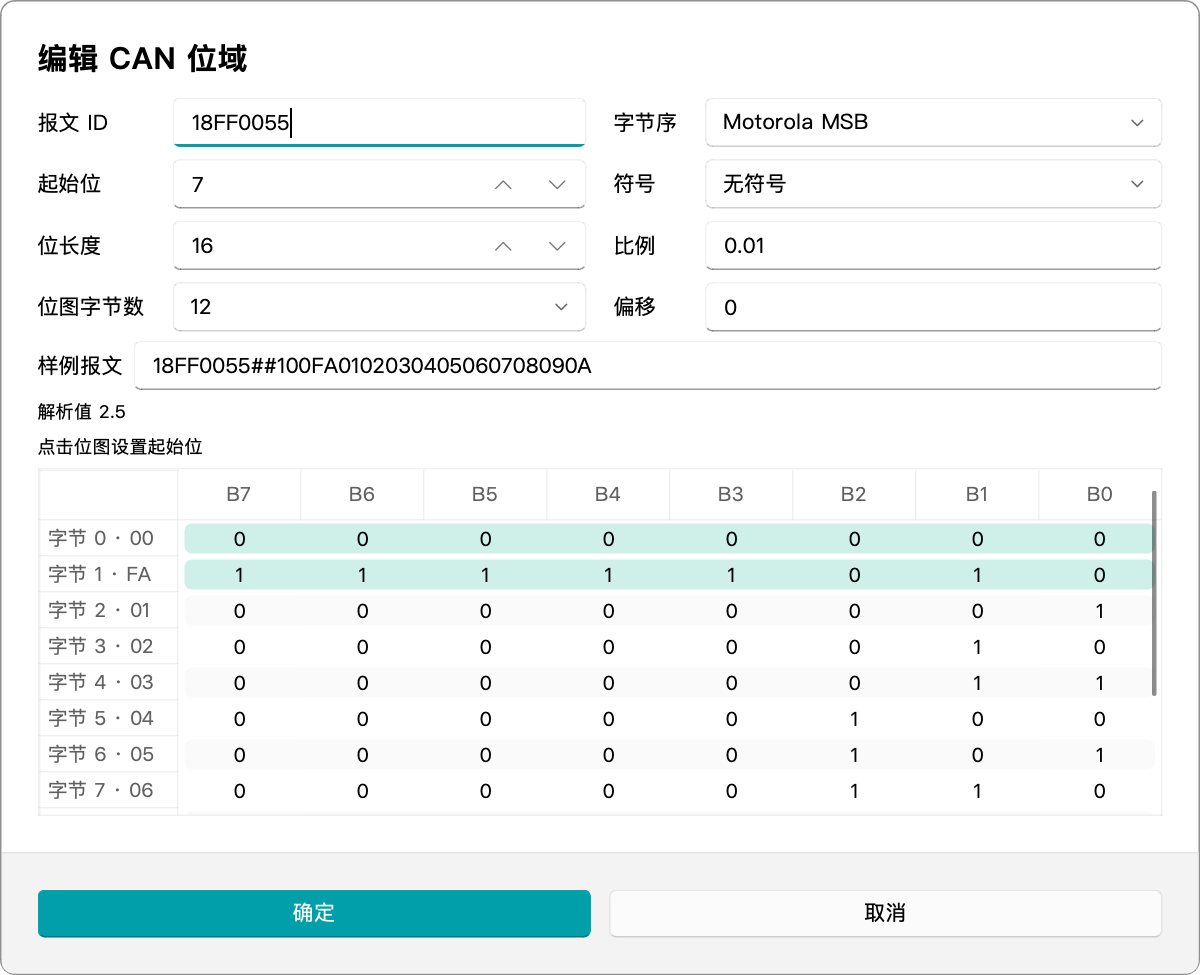 编辑 CAN 位域
报文 ID 18FF0055 字节序 Motorola MSB
起始位 7 符号 无符号
位长度 16 比例 0.01
位图字节数 12 偏移 0
样例报文 18FF0055##100FA0102030405060708090A
解析值 2.5
点击位图设置起始位
B7 B6 B5 B4 B3 B2 B1 B0
字节 0 · 00 0 0 0 0 0 0 0 0
字节 1 · FA 1 1 1 1 1 0 1 0
字节 2 · 01 0 0 0 0 0 0 0 1
字节 3 · 02 0 0 0 0 0 0 1 0
字节 4 · 03 0 0 0 0 0 0 1 1
字节 5 · 04 0 0 0 0 0 1 0 0
字节 6 · 05 0 0 0 0 0 1 0 1
字节 7 · 06 0 0 0 0 0 1 1 0
确定 取消